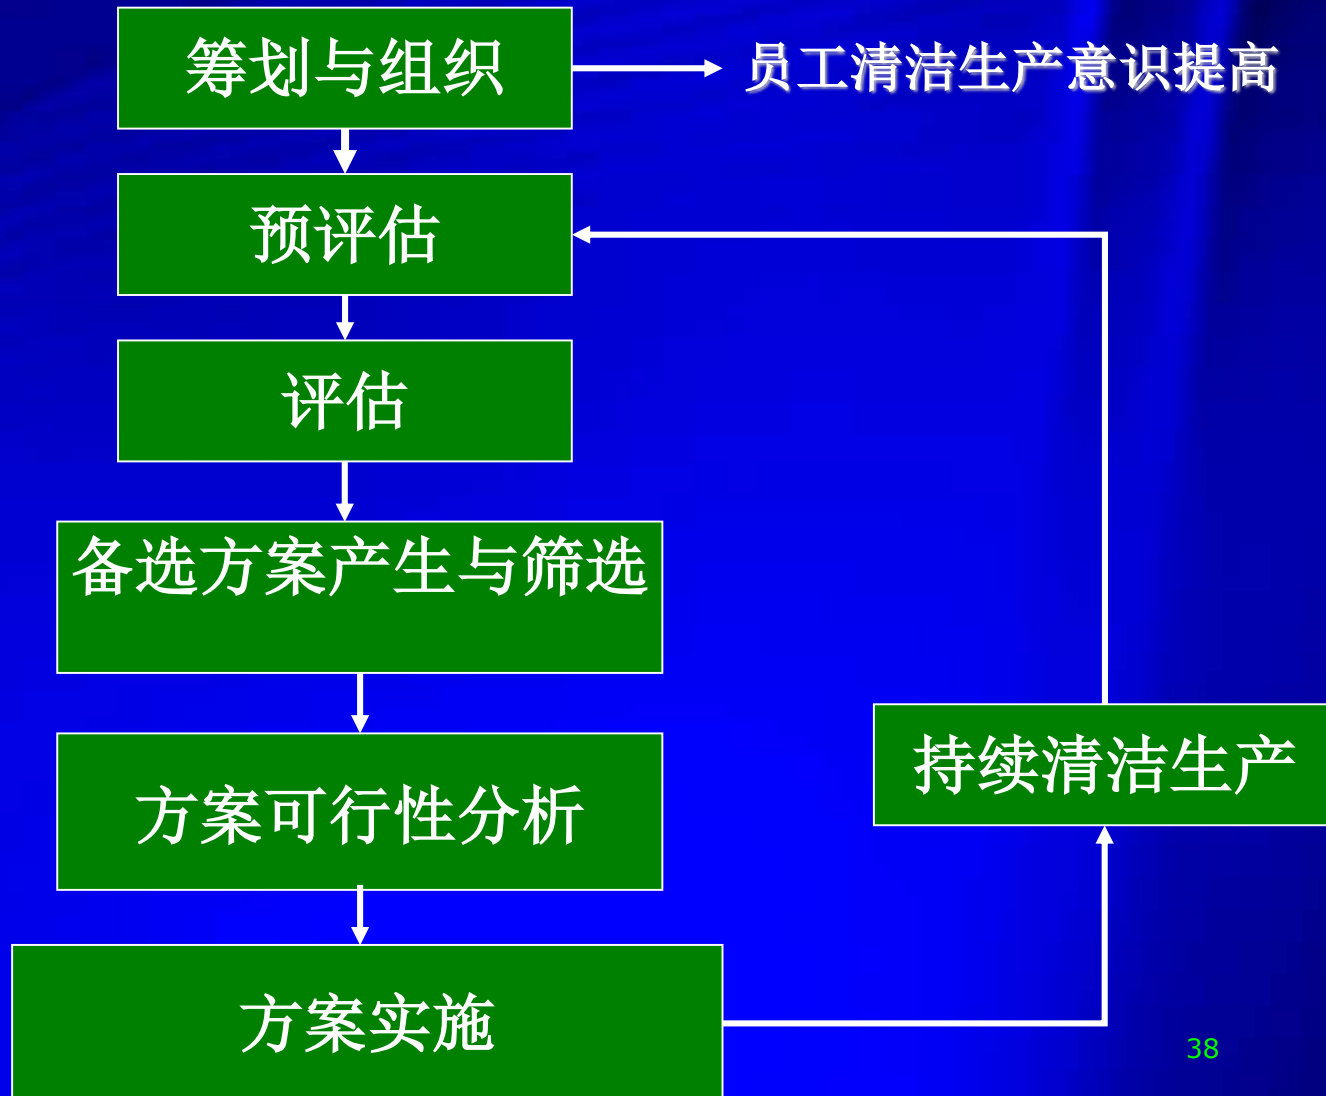 筹划与组织
员工清洁生产意识提高
预评估
评估
备选方案产生与筛选
方案可行性分析
持续清洁生产
方案实施
38